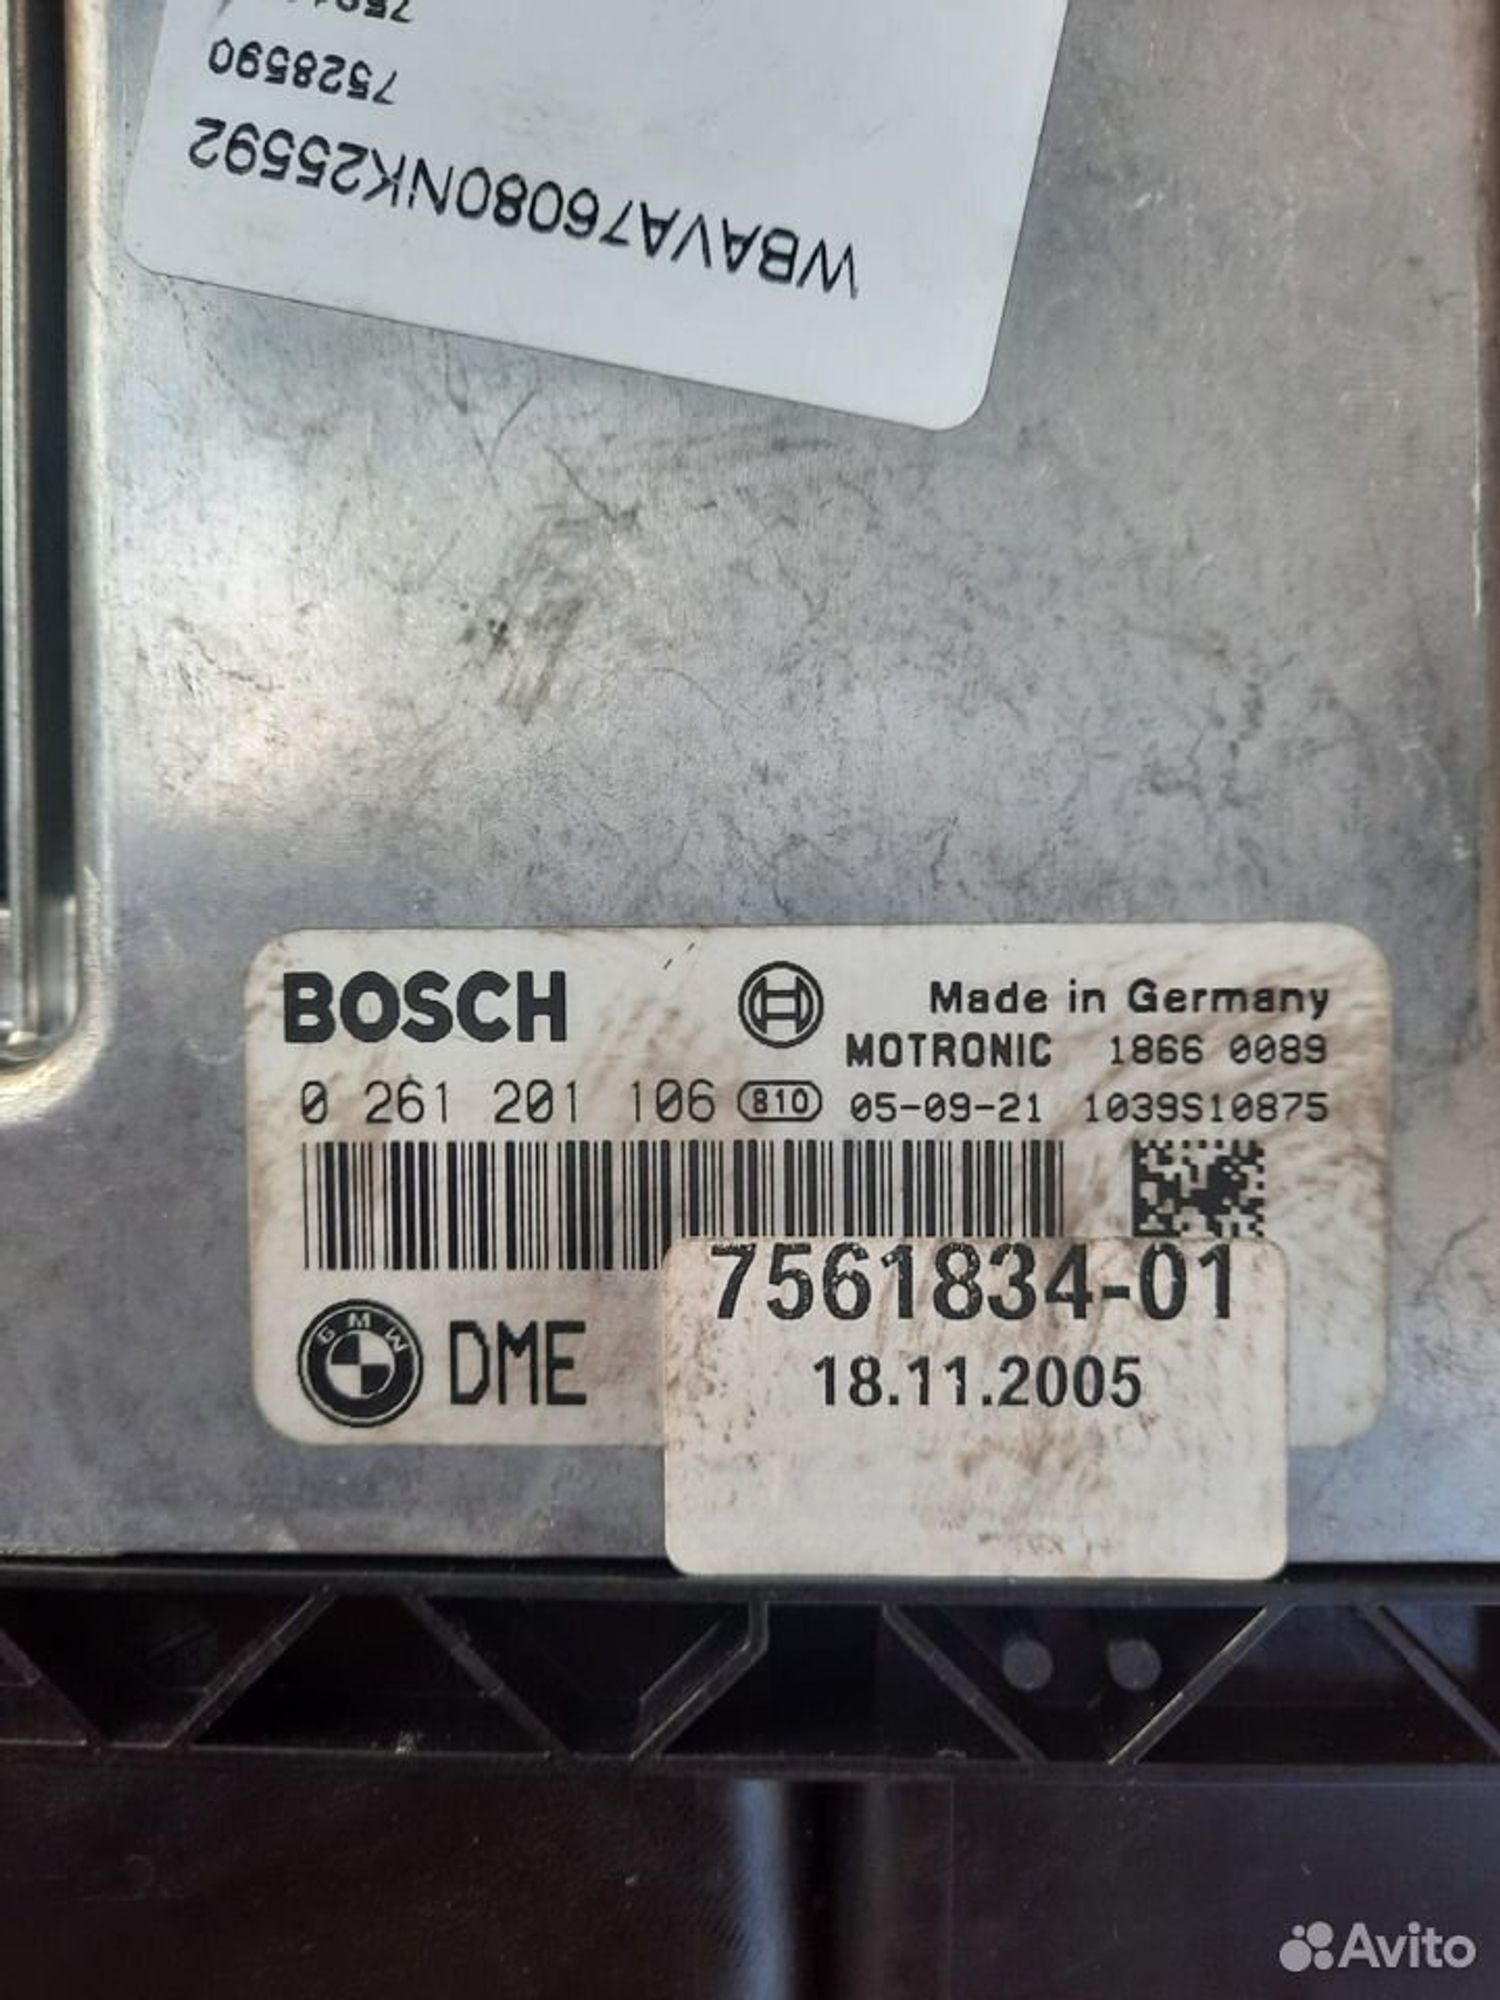 7528590
WBAVA76080NK25592
BOSCH
Made in Germany
MOTRONIC 1866 0089
0 261 201 106 810 05-09-21 1039S10875
7561834-01
BMW DME
18.11.2005
Avito